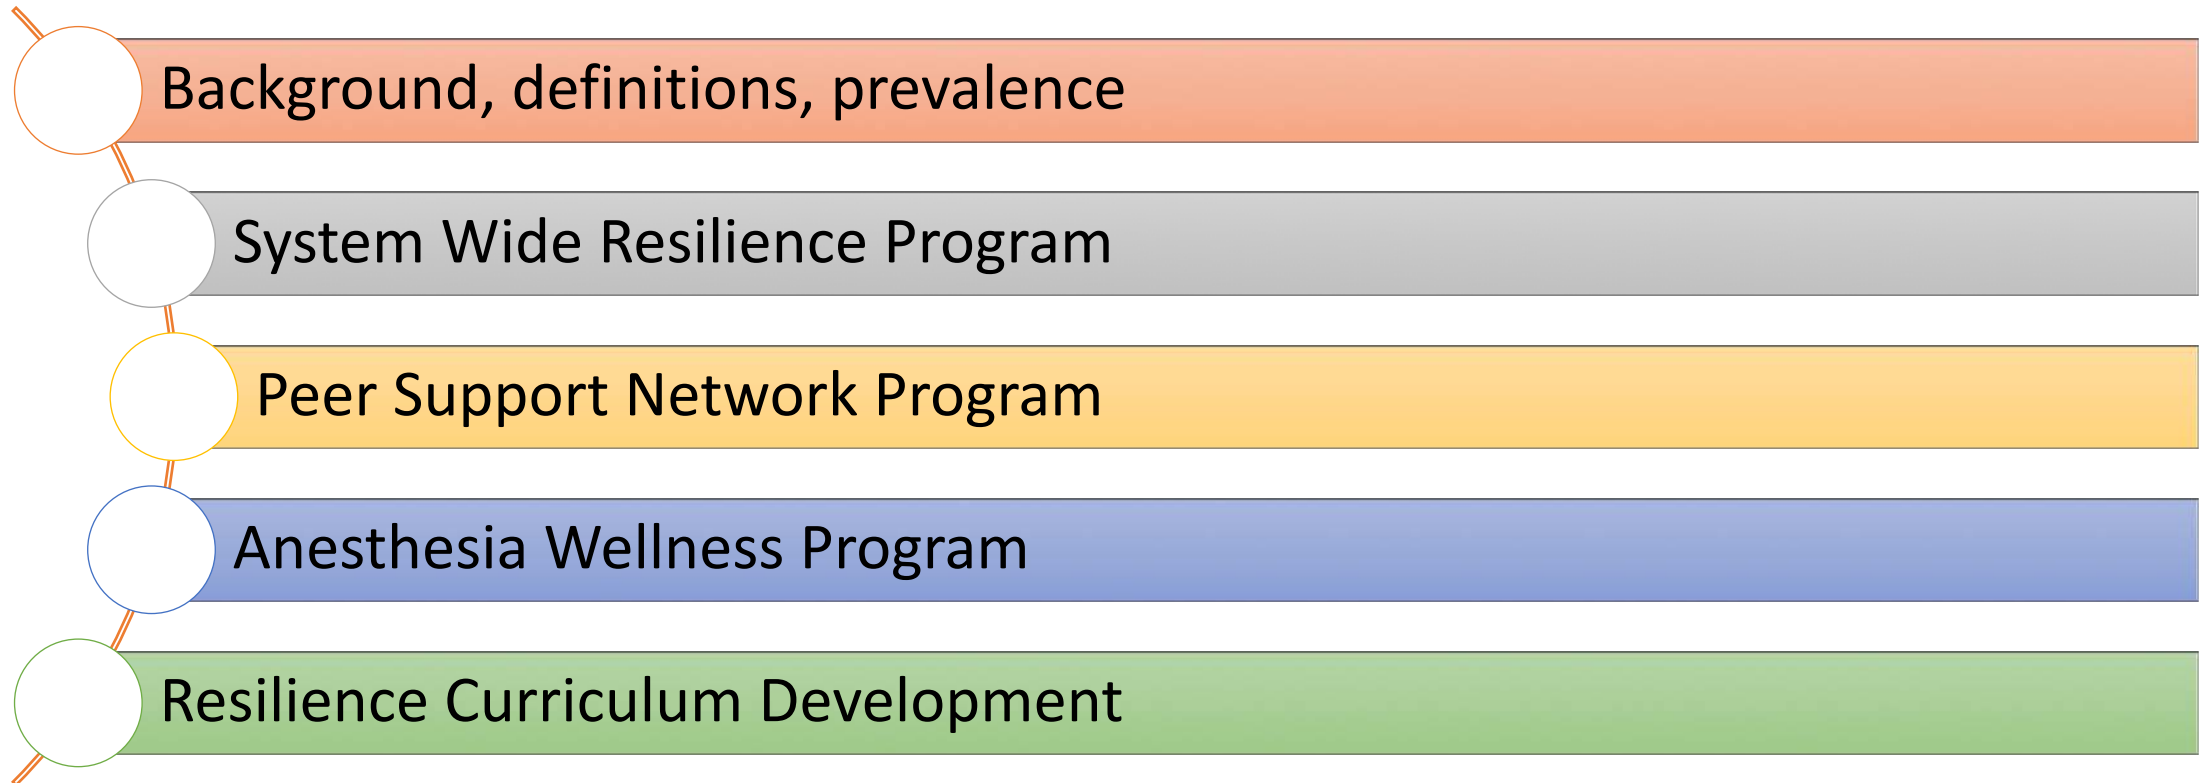 Background, definitions, prevalence
System Wide Resilience Program
Peer Support Network Program
Anesthesia Wellness Program
Resilience Curriculum Development